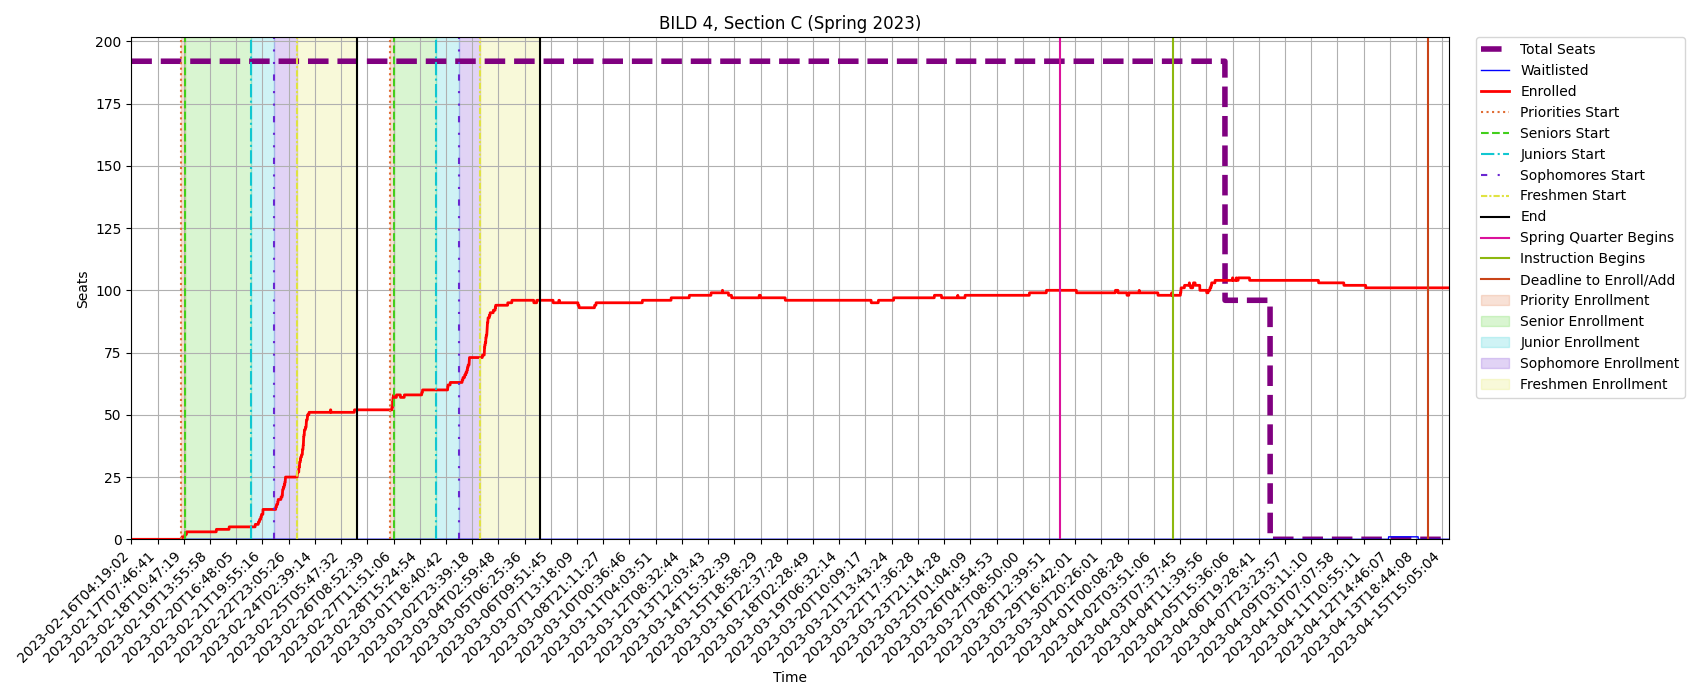 BILD 4, Section C (Spring 2023)
200
175
150
125
100
75
50
25
0
Seats
2023-02-16T04:19:02
2023-02-17T07:46:41
2023-02-18T10:47:19
2023-02-19T13:55:58
2023-02-20T16:48:05
2023-02-21T19:55:16
2023-02-22T23:05:26
2023-02-24T02:39:14
2023-02-25T05:47:32
2023-02-26T08:52:39
2023-02-27T11:51:06
2023-02-28T15:24:54
2023-03-01T18:40:42
2023-03-02T23:39:18
2023-03-04T02:59:48
2023-03-05T06:25:36
2023-03-06T09:51:45
2023-03-07T13:18:09
2023-03-08T21:11:27
2023-03-10T00:36:46
2023-03-11T04:03:51
2023-03-12T08:32:44
2023-03-13T12:03:43
2023-03-14T15:32:39
2023-03-15T18:58:29
2023-03-16T22:37:28
2023-03-18T02:28:49
2023-03-19T06:32:14
2023-03-20T10:09:17
2023-03-21T13:43:24
2023-03-22T17:36:28
2023-03-23T21:14:28
2023-03-25T01:04:09
2023-03-26T04:54:53
2023-03-27T08:50:00
2023-03-28T12:39:51
2023-03-29T16:42:01
2023-03-30T20:26:01
2023-04-01T00:08:28
2023-04-02T03:51:06
2023-04-03T07:37:45
2023-04-04T11:39:56
2023-04-05T15:36:06
2023-04-06T19:28:41
2023-04-07T23:23:57
2023-04-09T03:11:10
2023-04-10T07:07:58
2023-04-11T10:55:11
2023-04-12T14:46:07
2023-04-13T18:44:08
2023-04-15T15:05:04
Time
Total Seats
Waitlisted
Enrolled
Priorities Start
Seniors Start
Juniors Start
Sophomores Start
Freshmen Start
End
Spring Quarter Begins
Instruction Begins
Deadline to Enroll/Add
Priority Enrollment
Senior Enrollment
Junior Enrollment
Sophomore Enrollment
Freshmen Enrollment